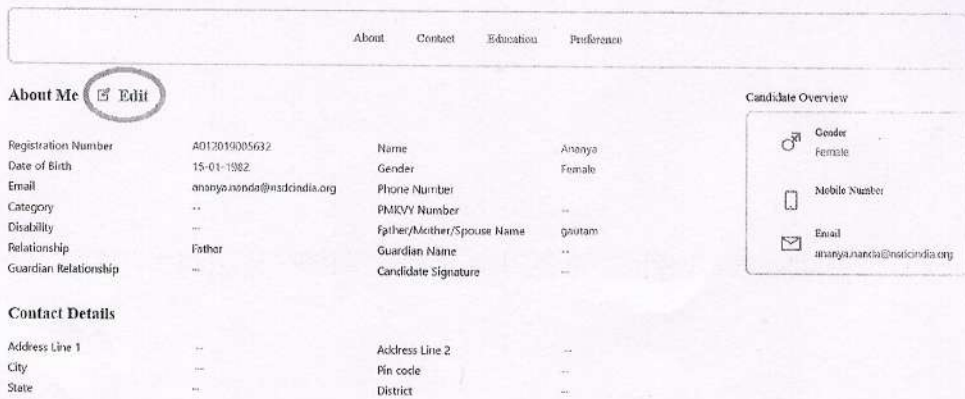 About Contact Education Preference
About Me Edit
Registration Number A012019005632 Name Ananya
Date of Birth 15-01-1982 Gender Female
Email ananya.nanda@nsdcindia.org Phone Number
Category -- PMKVY Number --
Disability -- Father/Mother/Spouse Name gautam
Relationship Father Guardian Name --
Guardian Relationship -- Candidate Signature --
Candidate Overview
Gender
Female
Mobile Number
Email
ananya.nanda@nsdcindia.org
Contact Details
Address Line 1 -- Address Line 2 --
City -- Pin code --
State -- District --